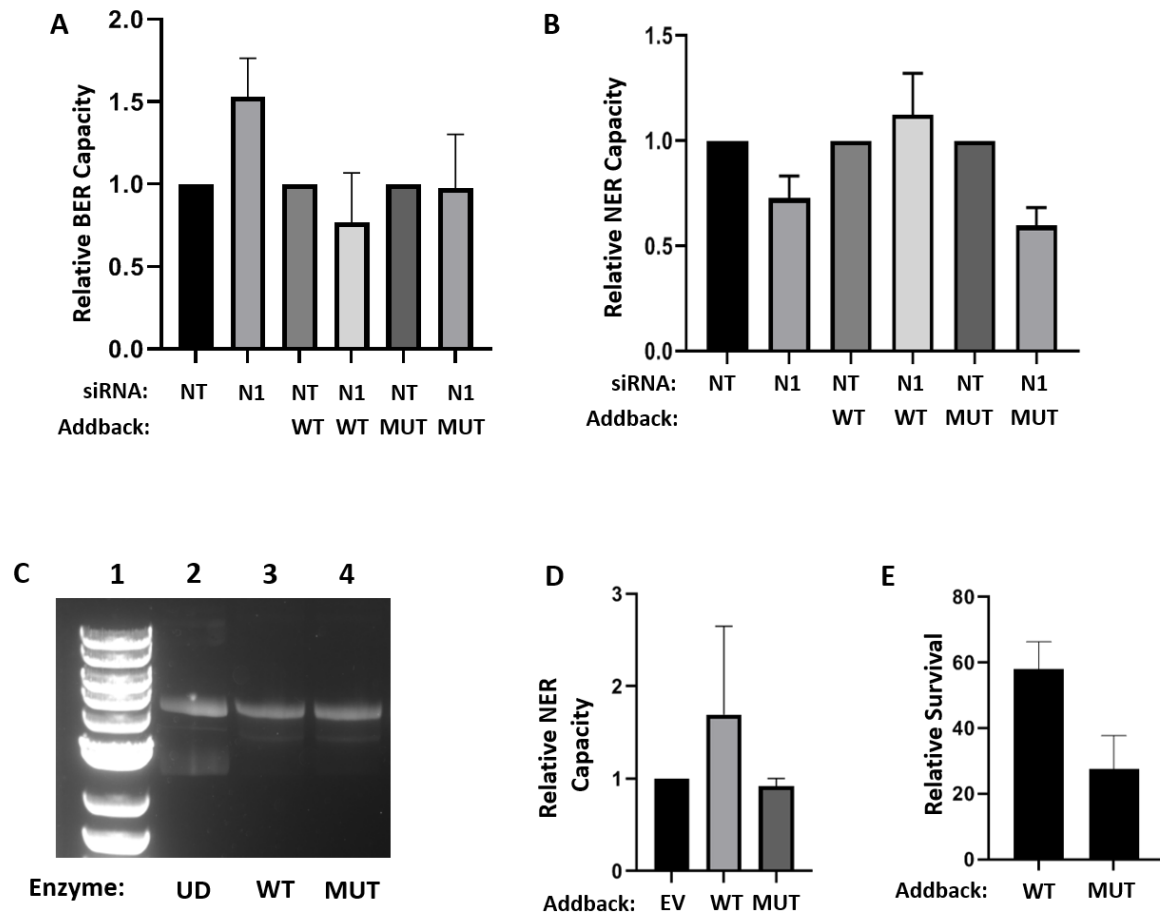 A
Relative BER Capacity
2.0
1.5
1.0
0.5
0.0
siRNA: NT N1 NT N1 NT N1
Addback: WT WT MUT MUT
B
Relative NER Capacity
1.5
1.0
0.5
0.0
siRNA: NT N1 NT N1 NT N1
Addback: WT WT MUT MUT
C
1 2 3 4
Enzyme: UD WT MUT
D
Relative NER
Capacity
3
2
1
0
Addback: EV WT MUT
E
Relative Survival
80
60
40
20
0
Addback: WT MUT